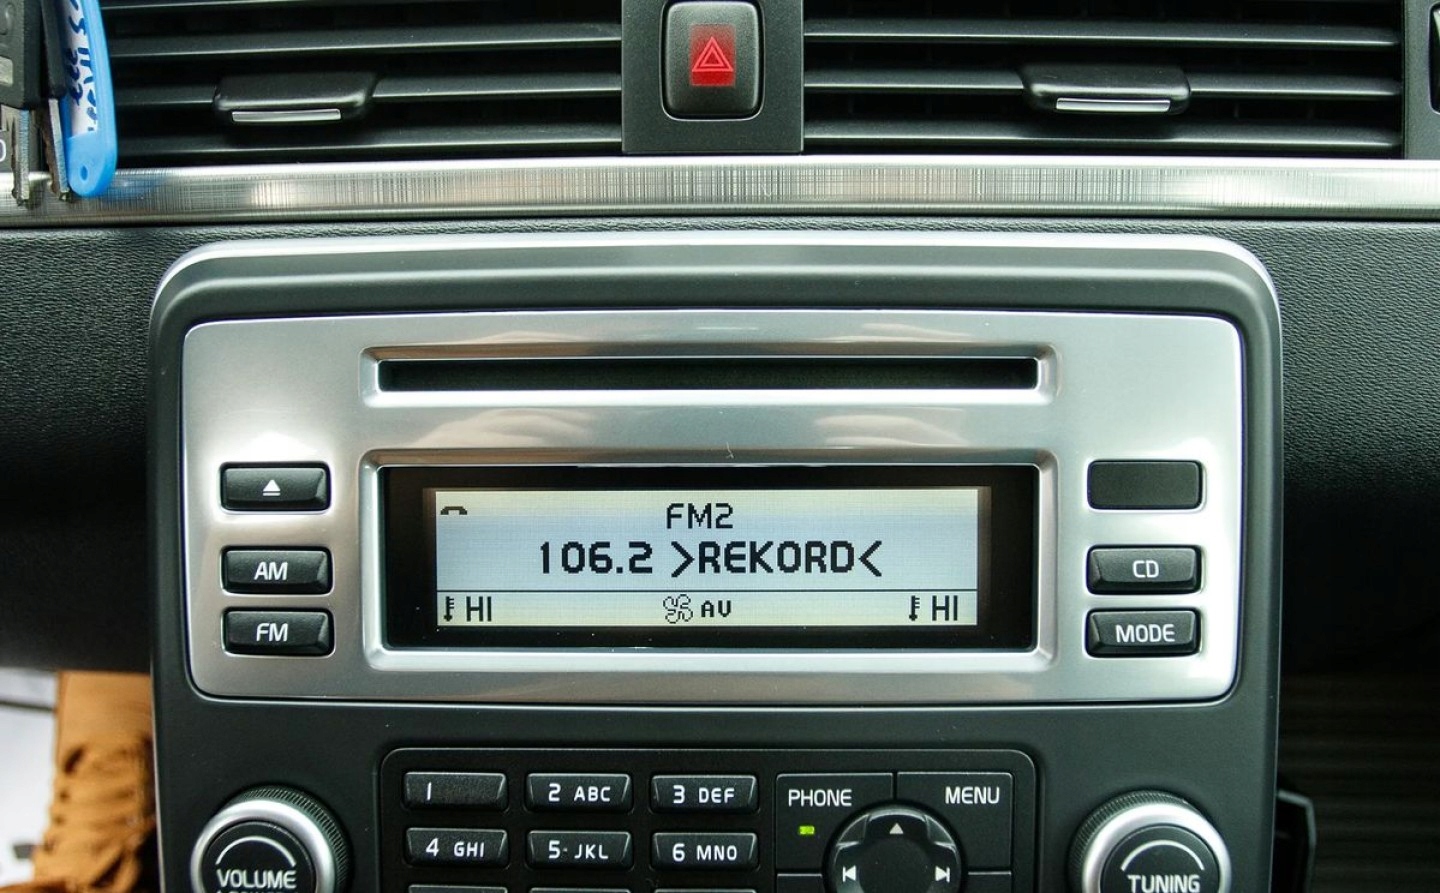 FM2
106.2 >REKORD<
HI AV HI
AM
FM
CD
MODE
1
2 ABC
3 DEF
PHONE
MENU
4 GHI
5 JKL
6 MNO
VOLUME
TUNING